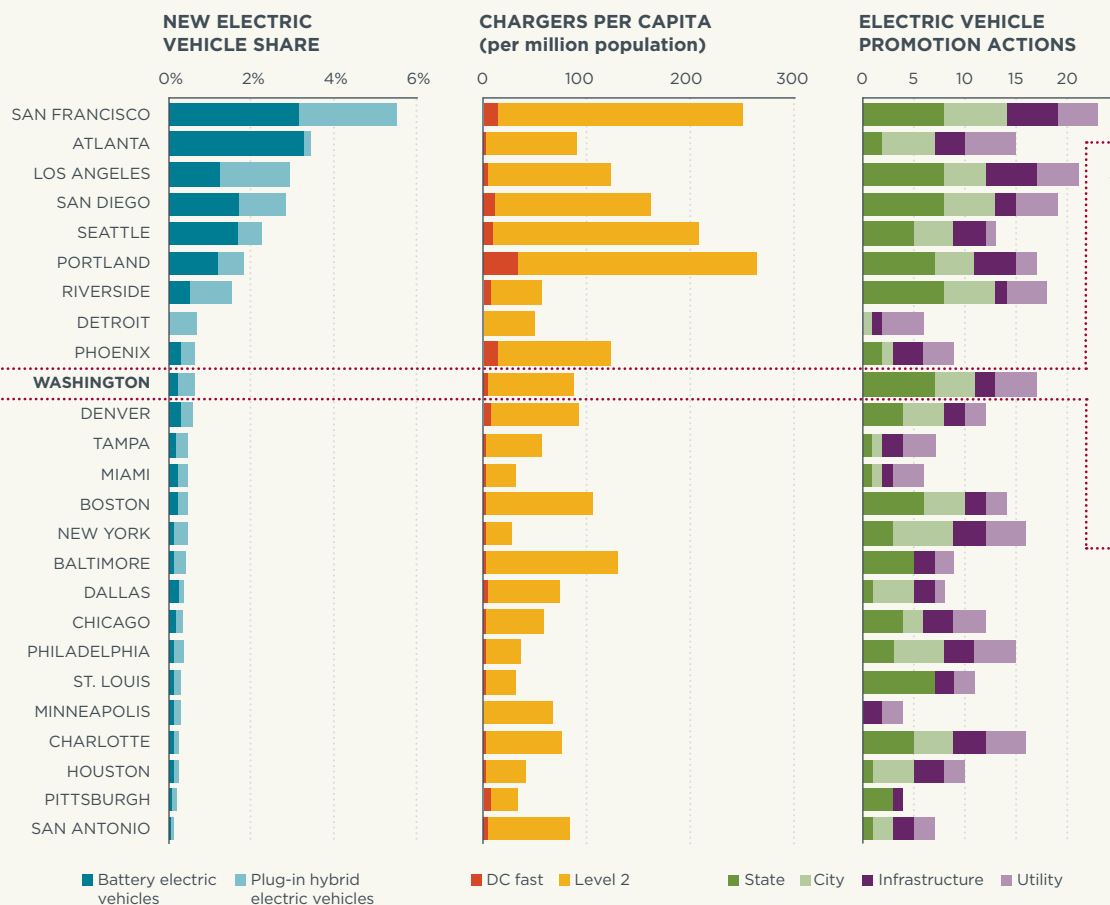 NEW ELECTRIC
VEHICLE SHARE
CHARGERS PER CAPITA
(per million population)
ELECTRIC VEHICLE
PROMOTION ACTIONS
0% 2% 4% 6%
0 100 200 300
0 5 10 15 20
SAN FRANCISCO
ATLANTA
LOS ANGELES
SAN DIEGO
SEATTLE
PORTLAND
RIVERSIDE
DETROIT
PHOENIX
WASHINGTON
DENVER
TAMPA
MIAMI
BOSTON
NEW YORK
BALTIMORE
DALLAS
CHICAGO
PHILADELPHIA
ST. LOUIS
MINNEAPOLIS
CHARLOTTE
HOUSTON
PITTSBURGH
SAN ANTONIO
Battery electric
vehicles
Plug-in hybrid
electric vehicles
DC fast
Level 2
State
City
Infrastructure
Utility